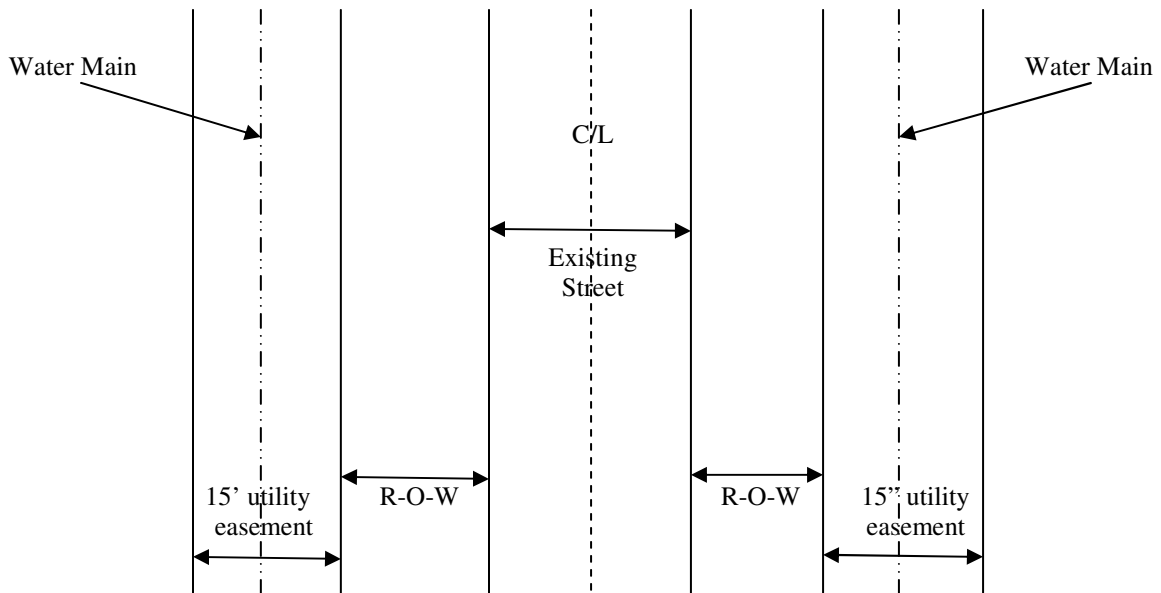 Water Main
Water Main
C/L
Existing
Street
15’ utility
easement
R-O-W
R-O-W
15” utility
easement